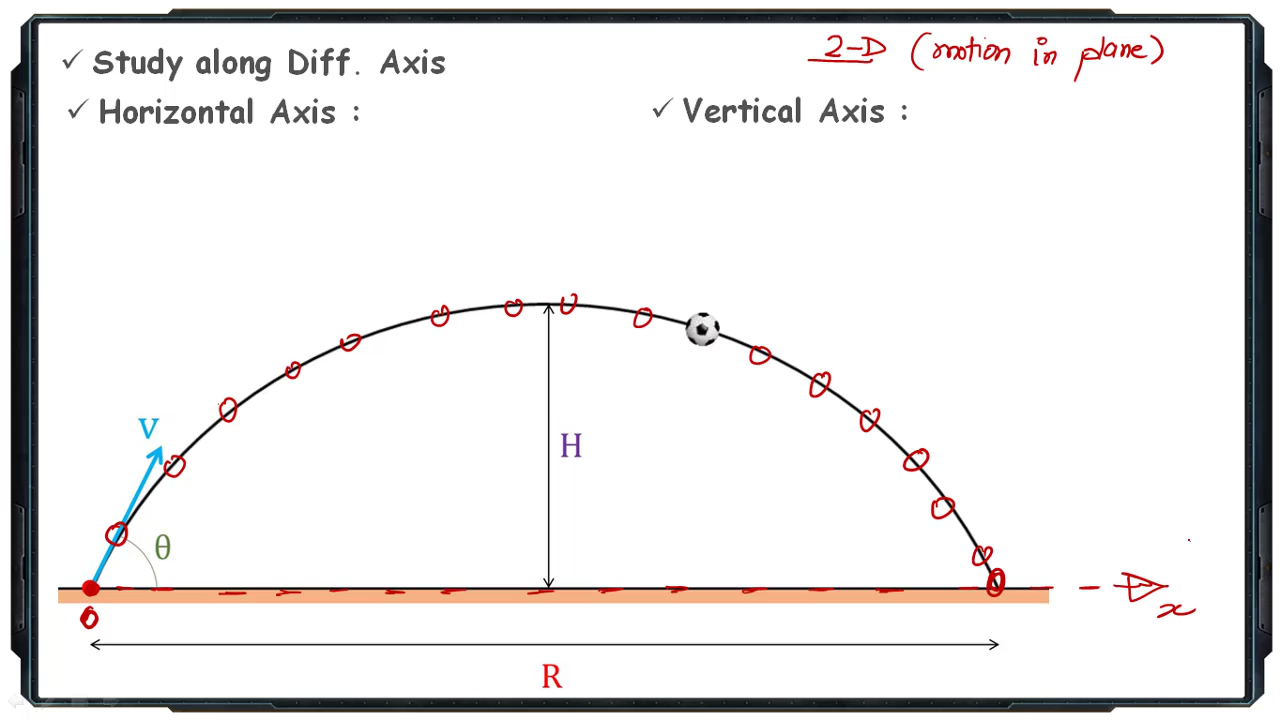 2-D (motion in plane)
✓ Study along Diff. Axis
✓ Horizontal Axis :
✓ Vertical Axis :
V
H
θ
x
R